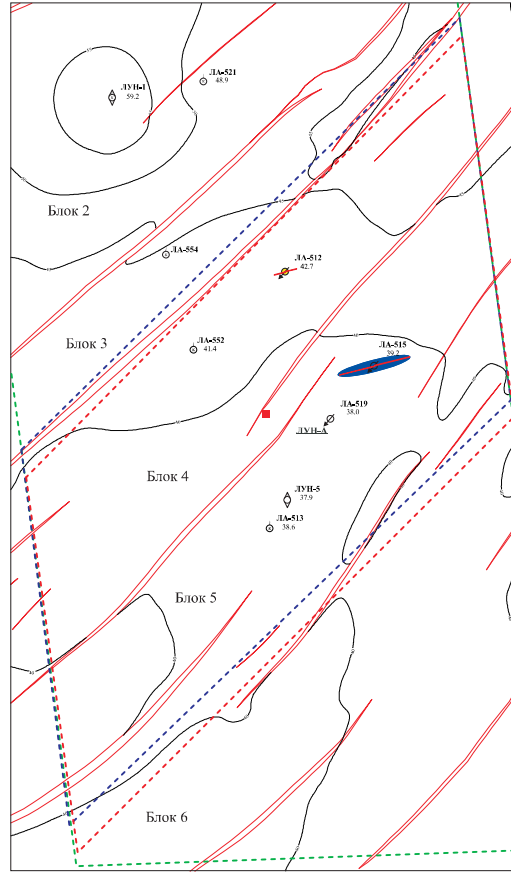 ЛУН-1
59.2
ЛА-521
48.9
Блок 2
ЛА-554
ЛА-512
42.7
Блок 3
ЛА-552
41.4
ЛА-515
39.2
ЛА-519
38.0
ЛУН-А
Блок 4
ЛУН-5
37.9
ЛА-513
38.6
Блок 5
Блок 6